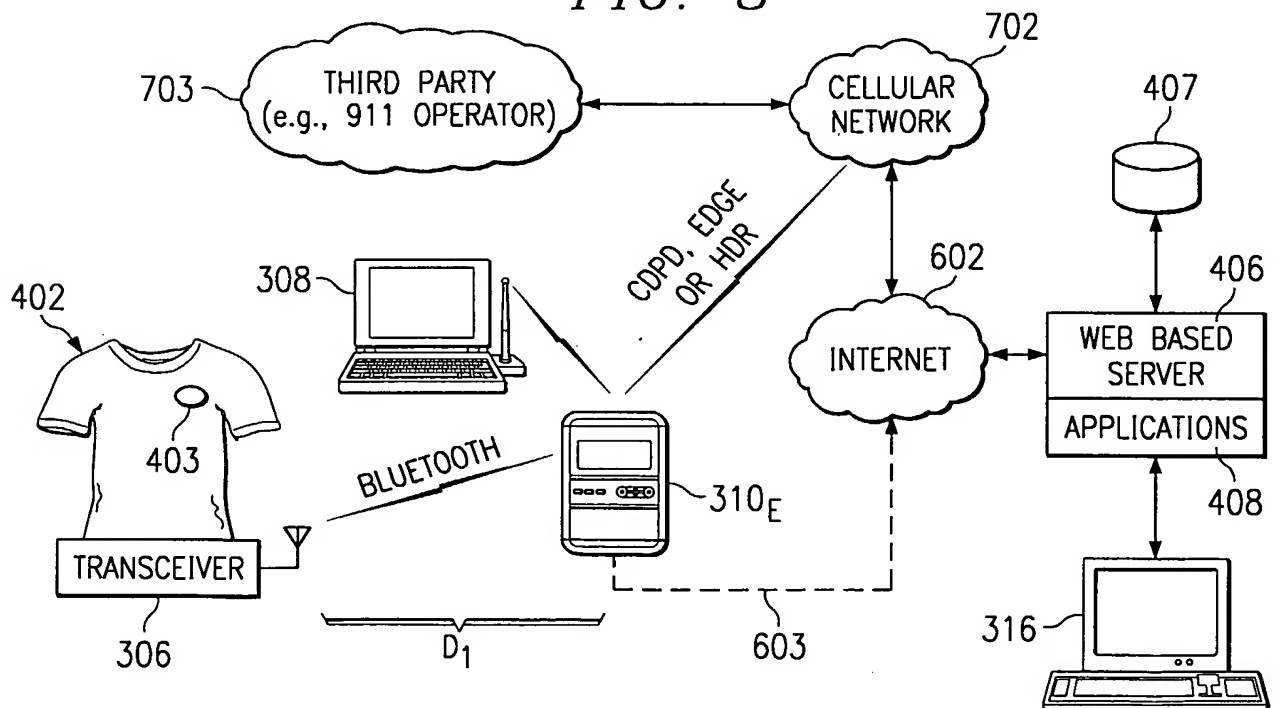 703
THIRD PARTY
(e.g., 911 OPERATOR)
702
CELLULAR
NETWORK
407
CDPD, EDGE
OR HDR
308
602
402
406
INTERNET
WEB BASED
SERVER
APPLICATIONS
403
BLUETOOTH
310E
408
TRANSCEIVER
306
D1
603
316